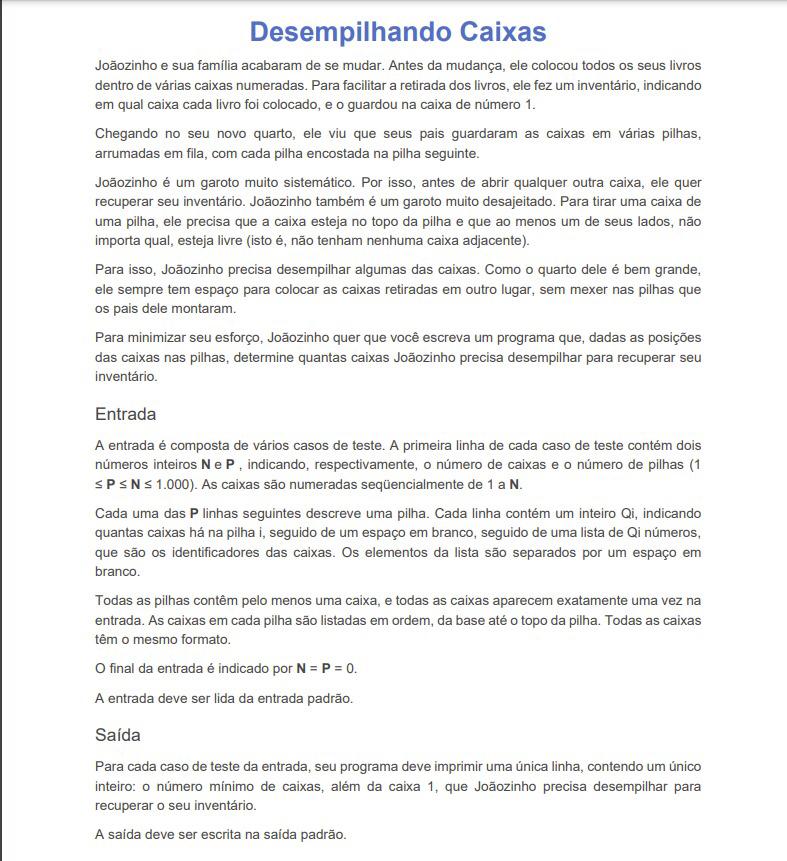 Desempilhando Caixas
Joãozinho e sua família acabaram de se mudar. Antes da mudança, ele colocou todos os seus livros
dentro de várias caixas numeradas. Para facilitar a retirada dos livros, ele fez um inventário, indicando
em qual caixa cada livro foi colocado, e o guardou na caixa de número 1.
Chegando no seu novo quarto, ele viu que seus pais guardaram as caixas em várias pilhas,
arrumadas em fila, com cada pilha encostada na pilha seguinte.
Joãozinho é um garoto muito sistemático. Por isso, antes de abrir qualquer outra caixa, ele quer
recuperar seu inventário. Joãozinho também é um garoto muito desajeitado. Para tirar uma caixa de
uma pilha, ele precisa que a caixa esteja no topo da pilha e que ao menos um de seus lados, não
importa qual, esteja livre (isto é, não tenham nenhuma caixa adjacente).
Para isso, Joãozinho precisa desempilhar algumas das caixas. Como o quarto dele é bem grande,
ele sempre tem espaço para colocar as caixas retiradas em outro lugar, sem mexer nas pilhas que
os pais dele montaram.
Para minimizar seu esforço, Joãozinho quer que você escreva um programa que, dadas as posições
das caixas nas pilhas, determine quantas caixas Joãozinho precisa desempilhar para recuperar seu
inventário.
Entrada
A entrada é composta de vários casos de teste. A primeira linha de cada caso de teste contém dois
números inteiros N e P , indicando, respectivamente, o número de caixas e o número de pilhas (1
≤ P ≤ N ≤ 1.000). As caixas são numeradas seqüencialmente de 1 a N.
Cada uma das P linhas seguintes descreve uma pilha. Cada linha contém um inteiro Qi, indicando
quantas caixas há na pilha i, seguido de um espaço em branco, seguido de uma lista de Qi números,
que são os identificadores das caixas. Os elementos da lista são separados por um espaço em
branco.
Todas as pilhas contêm pelo menos uma caixa, e todas as caixas aparecem exatamente uma vez na
entrada. As caixas em cada pilha são listadas em ordem, da base até o topo da pilha. Todas as caixas
têm o mesmo formato.
O final da entrada é indicado por N = P = 0.
A entrada deve ser lida da entrada padrão.
Saída
Para cada caso de teste da entrada, seu programa deve imprimir uma única linha, contendo um único
inteiro: o número mínimo de caixas, além da caixa 1, que Joãozinho precisa desempilhar para
recuperar o seu inventário.
A saída deve ser escrita na saída padrão.